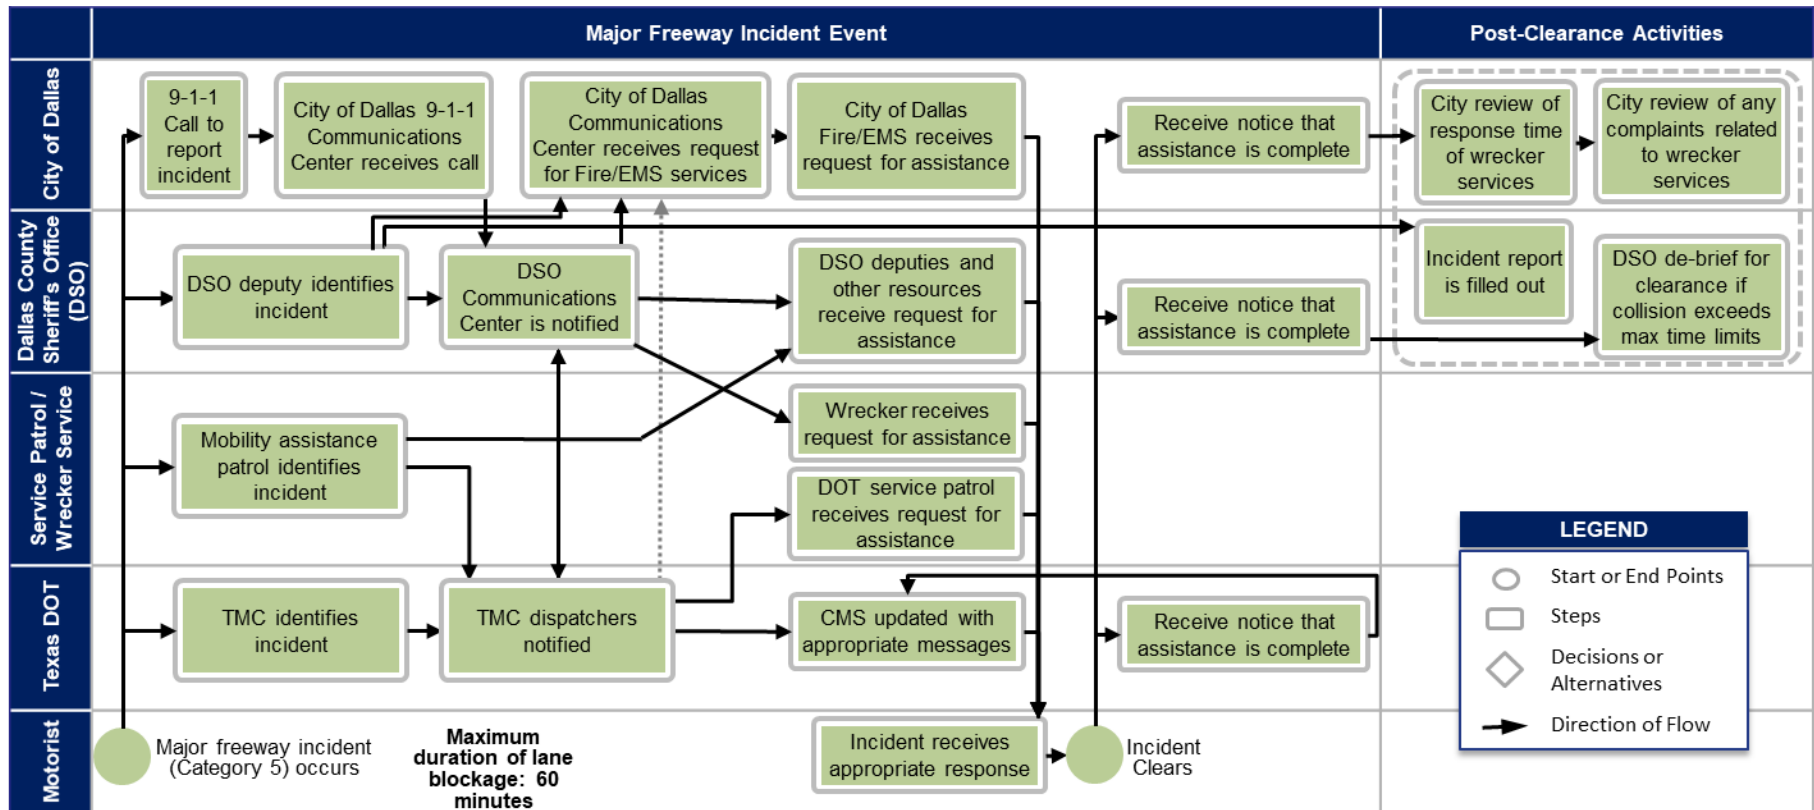 Major Freeway Incident Event
Post-Clearance Activities
City of Dallas
9-1-1
Call to
report
incident
City of Dallas 9-1-1
Communications
Center receives call
City of Dallas
Communications
Center receives request
for Fire/EMS services
City of Dallas
Fire/EMS receives
request for assistance
Receive notice that
assistance is complete
City review of
response time
of wrecker
services
City review of any
complaints related
to wrecker
services
Dallas County
Sheriff's Office
(DSO)
DSO deputy identifies
incident
DSO
Communications
Center is notified
DSO deputies and
other resources
receive request for
assistance
Receive notice that
assistance is complete
Incident report
is filled out
DSO de-brief for
clearance if
collision exceeds
max time limits
Service Patrol /
Wrecker Service
Mobility assistance
patrol identifies
incident
Wrecker receives
request for assistance
DOT service patrol
receives request for
assistance
Texas DOT
TMC identifies
incident
TMC dispatchers
notified
CMS updated with
appropriate messages
Receive notice that
assistance is complete
Motorist
Major freeway incident
(Category 5) occurs
Maximum
duration of lane
blockage: 60
minutes
Incident receives
appropriate response
Incident
Clears
LEGEND
Start or End Points
Steps
Decisions or
Alternatives
Direction of Flow